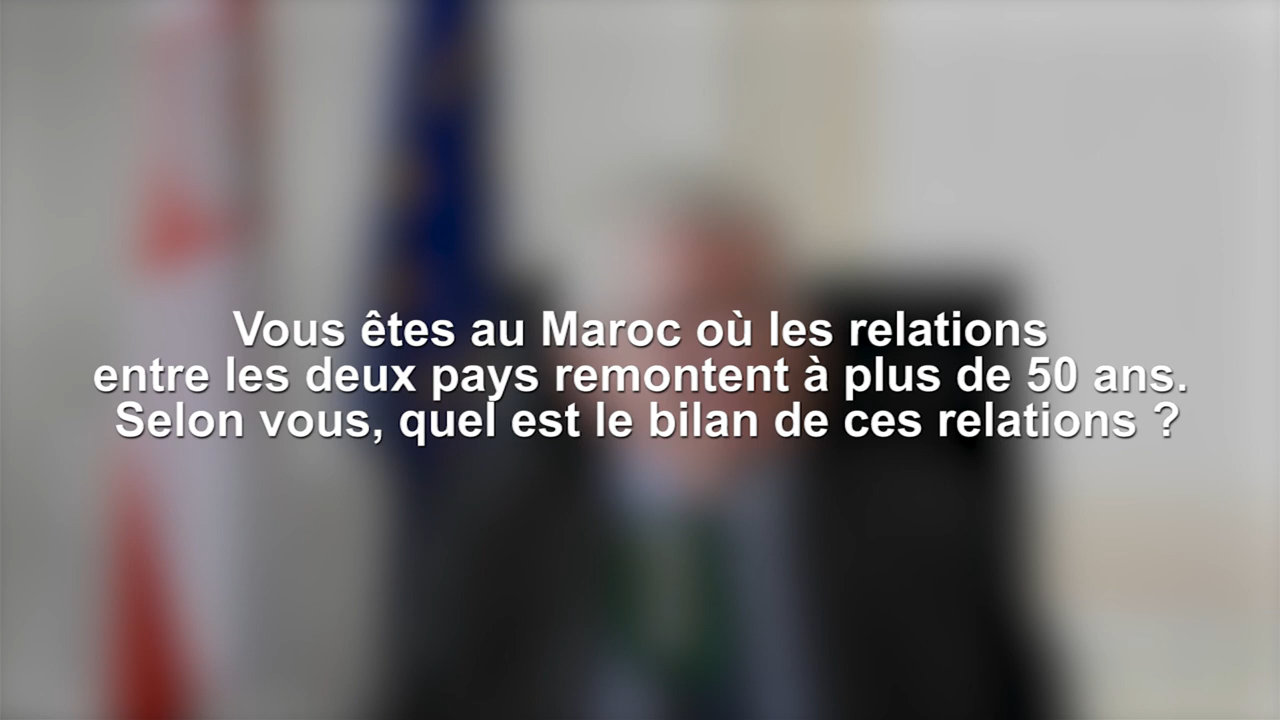 Vous êtes au Maroc où les relations
entre les deux pays remontent à plus de 50 ans.
Selon vous, quel est le bilan de ces relations ?